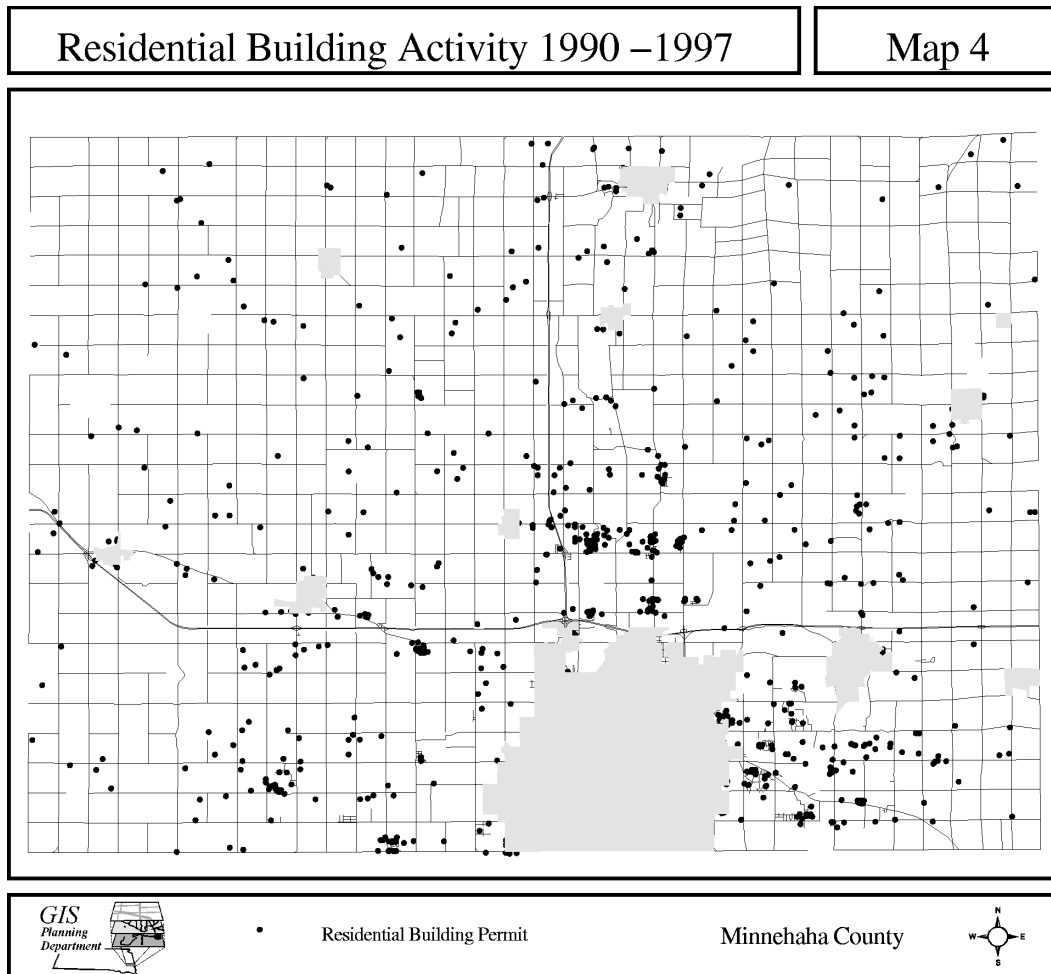 Residential Building Activity 1990 –1997
Map 4
GIS
Planning
Department
Residential Building Permit
Minnehaha County
N
W E
S